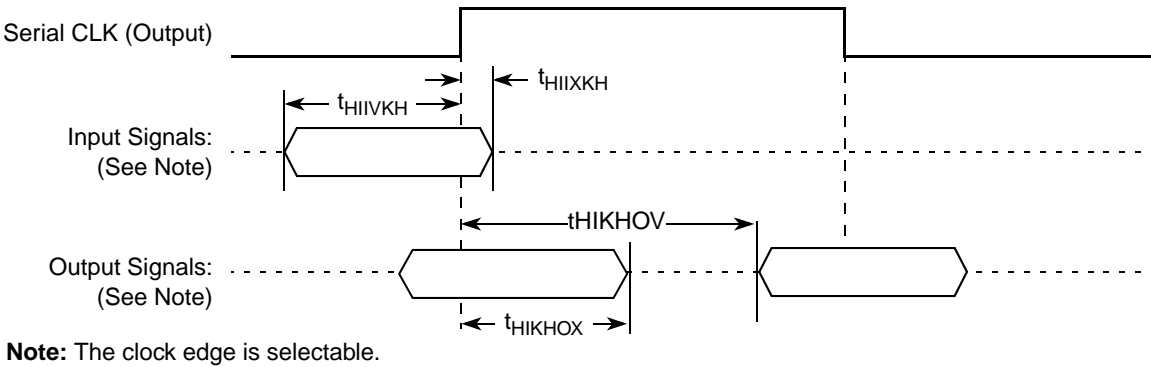 Serial CLK (Output)
tHIIXKH
tHIIVKH
Input Signals:
(See Note)
tHIKHOV
Output Signals:
(See Note)
tHIKHOX
Note: The clock edge is selectable.